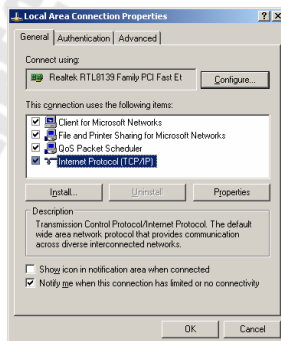 Local Area Connection Properties
General Authentication Advanced
Connect using:
Realtek RTL8139 Family PCI Fast Et Configure...
This connection uses the following items:
Client for Microsoft Networks
File and Printer Sharing for Microsoft Networks
QoS Packet Scheduler
Internet Protocol (TCP/IP)
Install... Uninstall Properties
Description
Transmission Control Protocol/Internet Protocol. The default
wide area network protocol that provides communication
across diverse interconnected networks.
Show icon in notification area when connected
Notify me when this connection has limited or no connectivity
OK Cancel